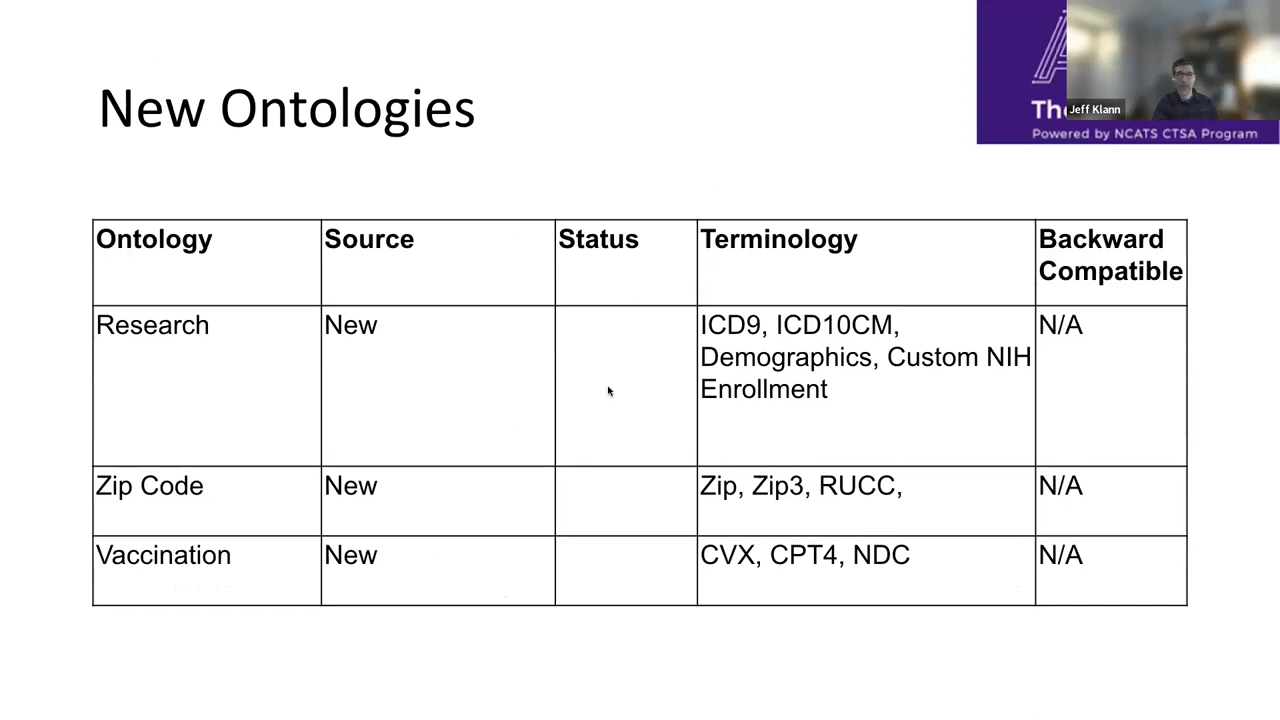 New Ontologies
Jeff Klann
Powered by NCATS CTSA Program
Ontology
Source
Status
Terminology
Backward
Compatible
Research
New
ICD9, ICD10CM,
Demographics, Custom NIH
Enrollment
N/A
Zip Code
New
Zip, Zip3, RUCC,
N/A
Vaccination
New
CVX, CPT4, NDC
N/A